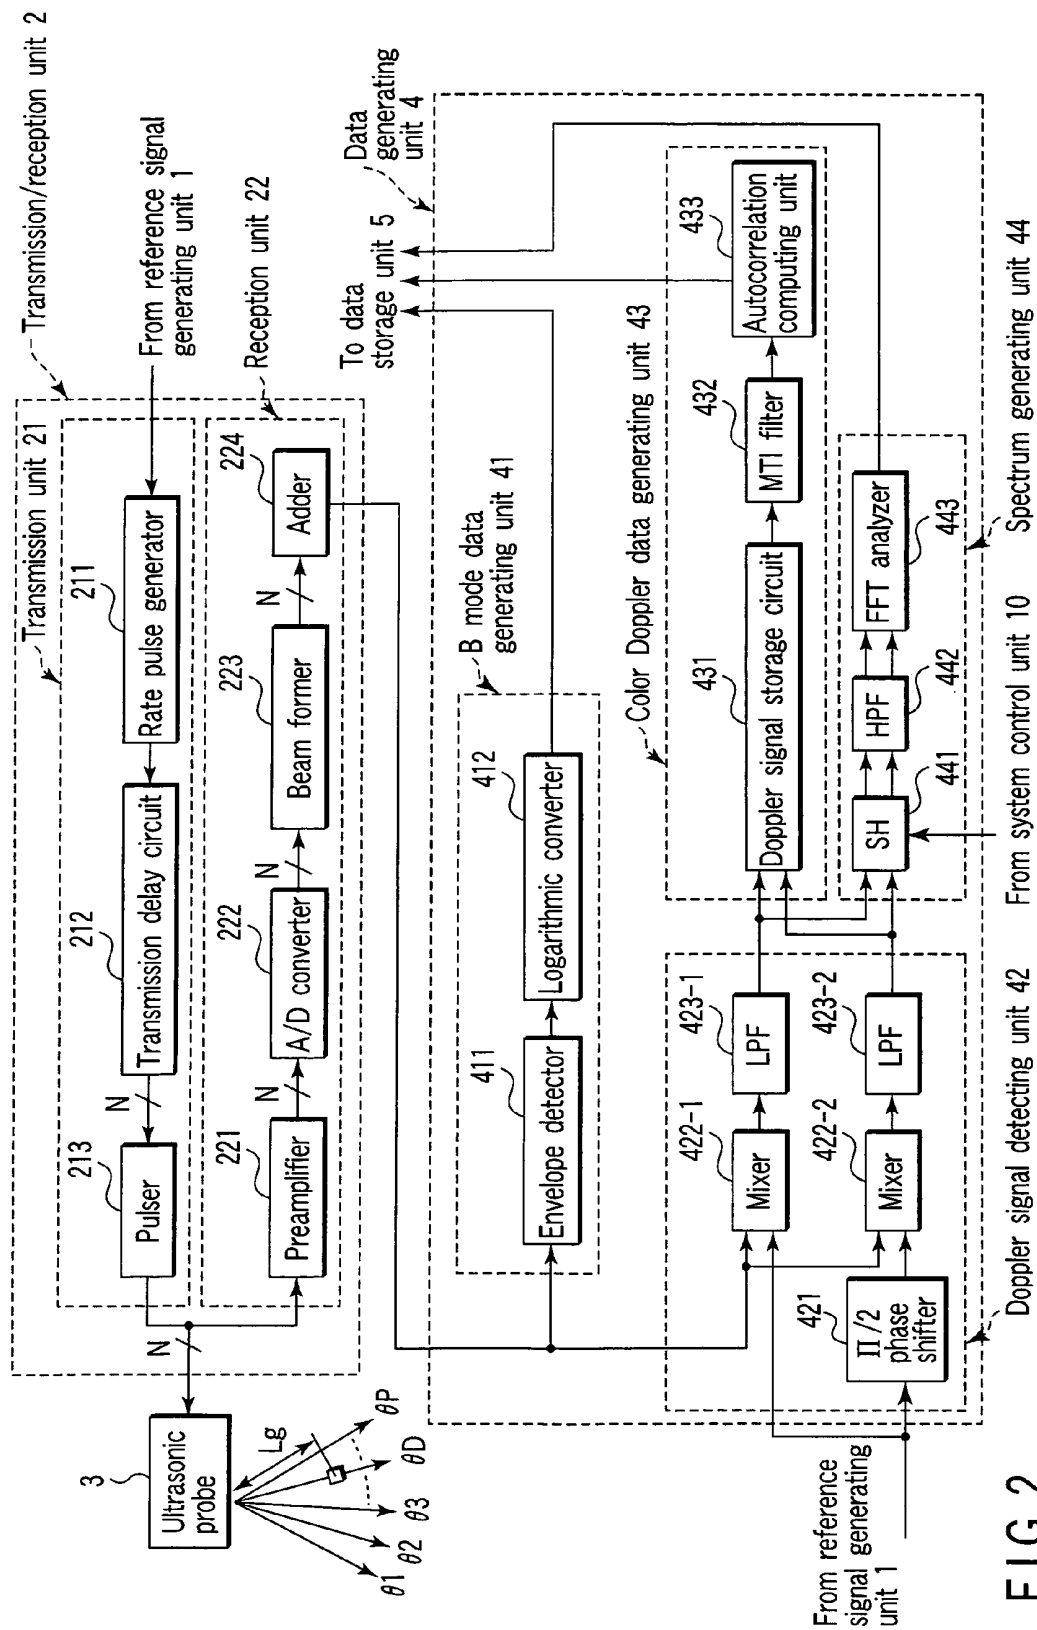 Transmission/reception unit 2
Transmission unit 21
From reference signal
generating unit 1
213
Pulser
N
212
Transmission delay circuit
211
Rate pulse generator
Reception unit 22
221
Preamplifier
N
222
A/D converter
N
223
Beam former
N
224
Adder
N
3
Ultrasonic
probe
θ1
θ2
θ3
θD
θP
Lg
To data
storage unit 5
Data
generating
unit 4
B mode data
generating unit 41
411
Envelope detector
412
Logarithmic converter
Color Doppler data generating unit 43
431
Doppler signal storage circuit
432
MTI filter
433
Autocorrelation
computing unit
422-1
Mixer
423-1
LPF
422-2
Mixer
423-2
LPF
421
Π/2
phase
shifter
441
SH
442
HPF
443
FFT analyzer
From reference
signal generating
unit 1
Doppler signal detecting unit 42
From system control unit 10
Spectrum generating unit 44
FIG. 2